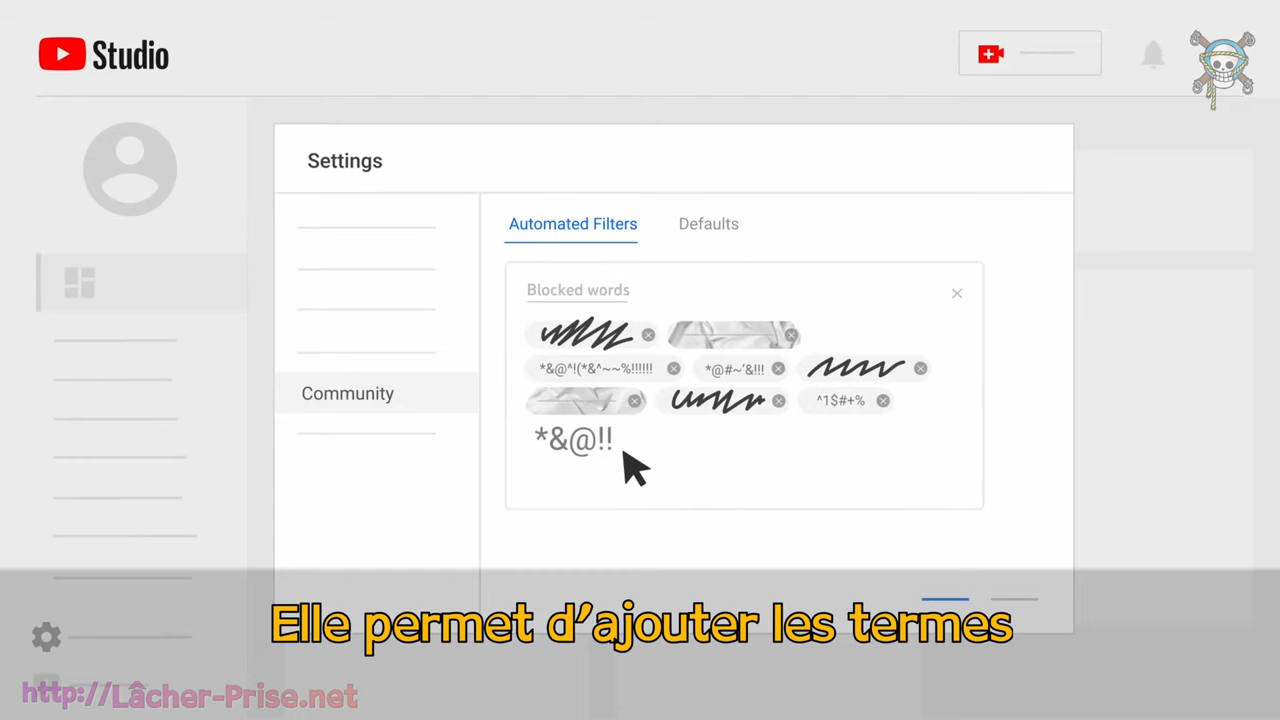 Studio
Settings
Automated Filters Defaults
Blocked words
*&@^!(*&^~~%!!!!!! *@#~'&!!!
^1$#+%
Community
*&@!!
Elle permet d'ajouter les termes
http://Lâcher-Prise.net